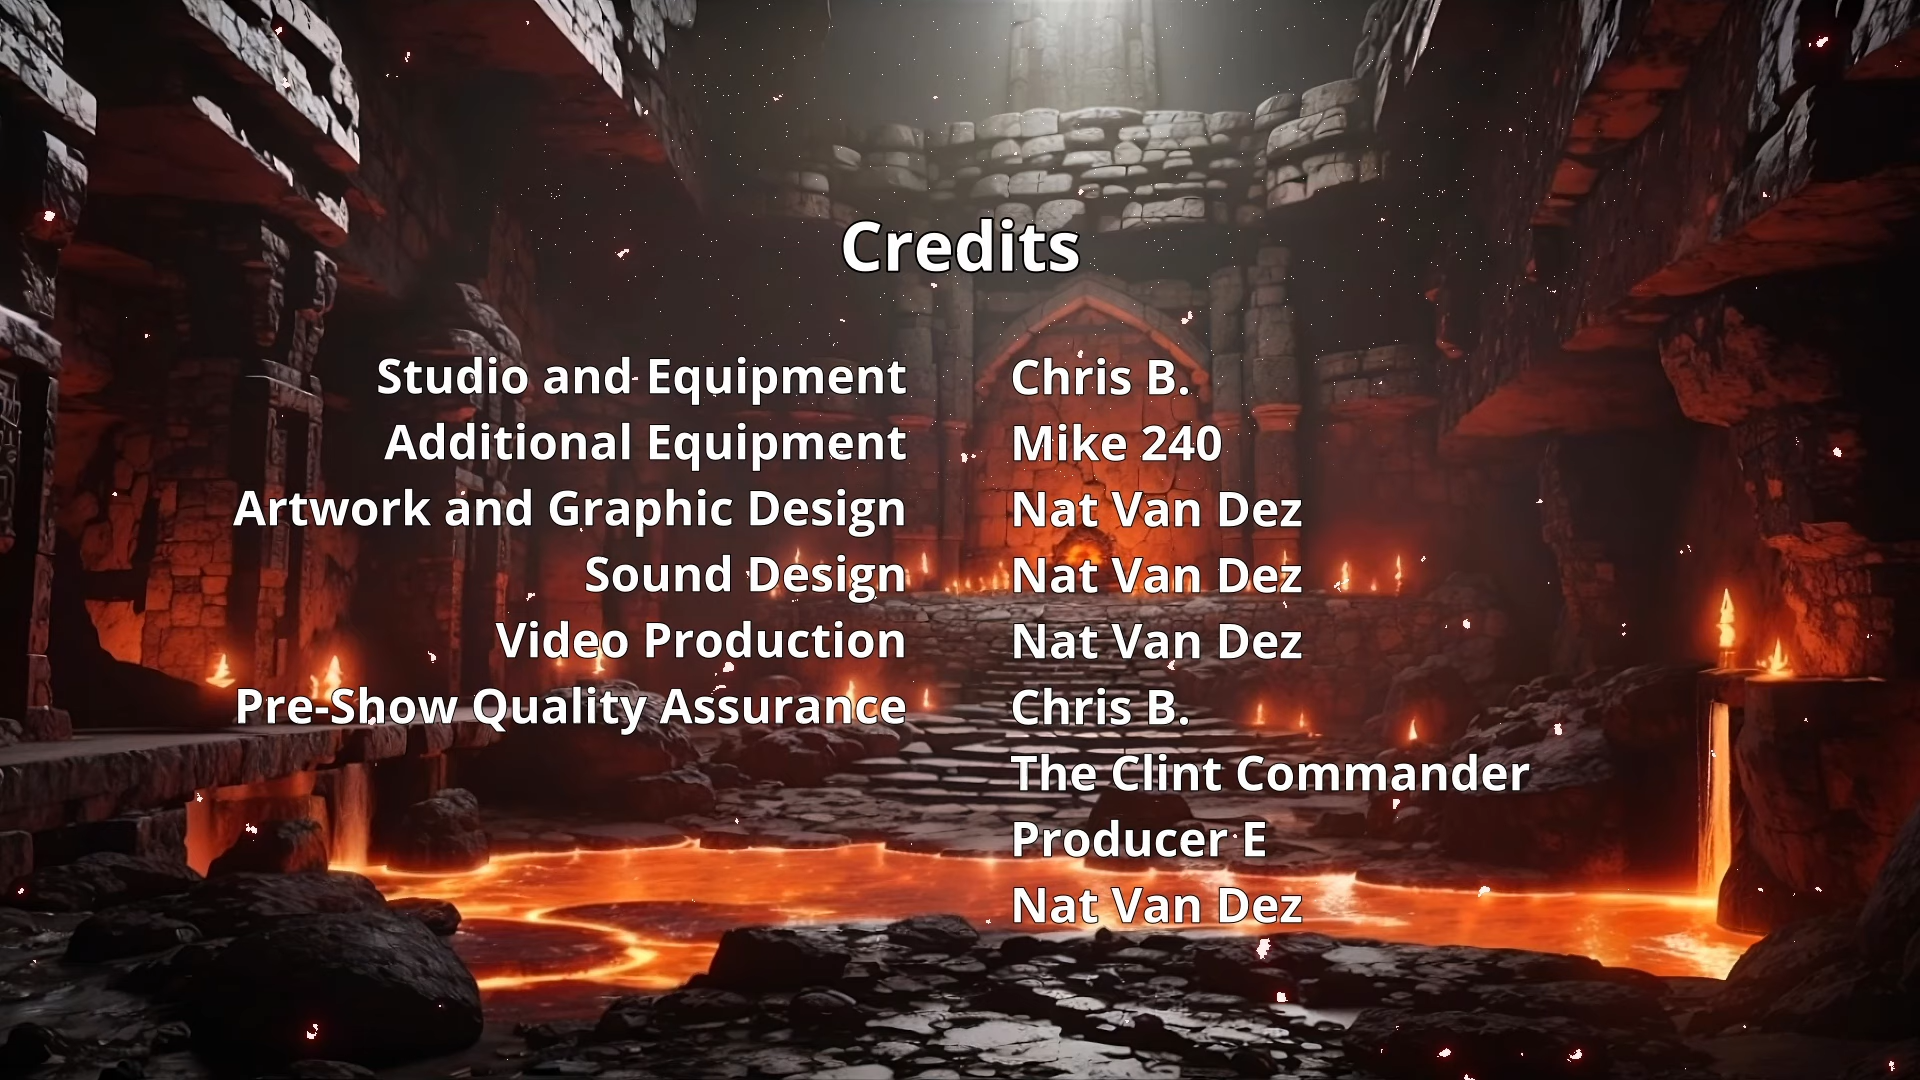 Credits
Studio and Equipment Chris B.
Additional Equipment Mike 240
Artwork and Graphic Design Nat Van Dez
Sound Design Nat Van Dez
Video Production Nat Van Dez
Pre-Show Quality Assurance Chris B.
The Clint Commander
Producer E
Nat Van Dez